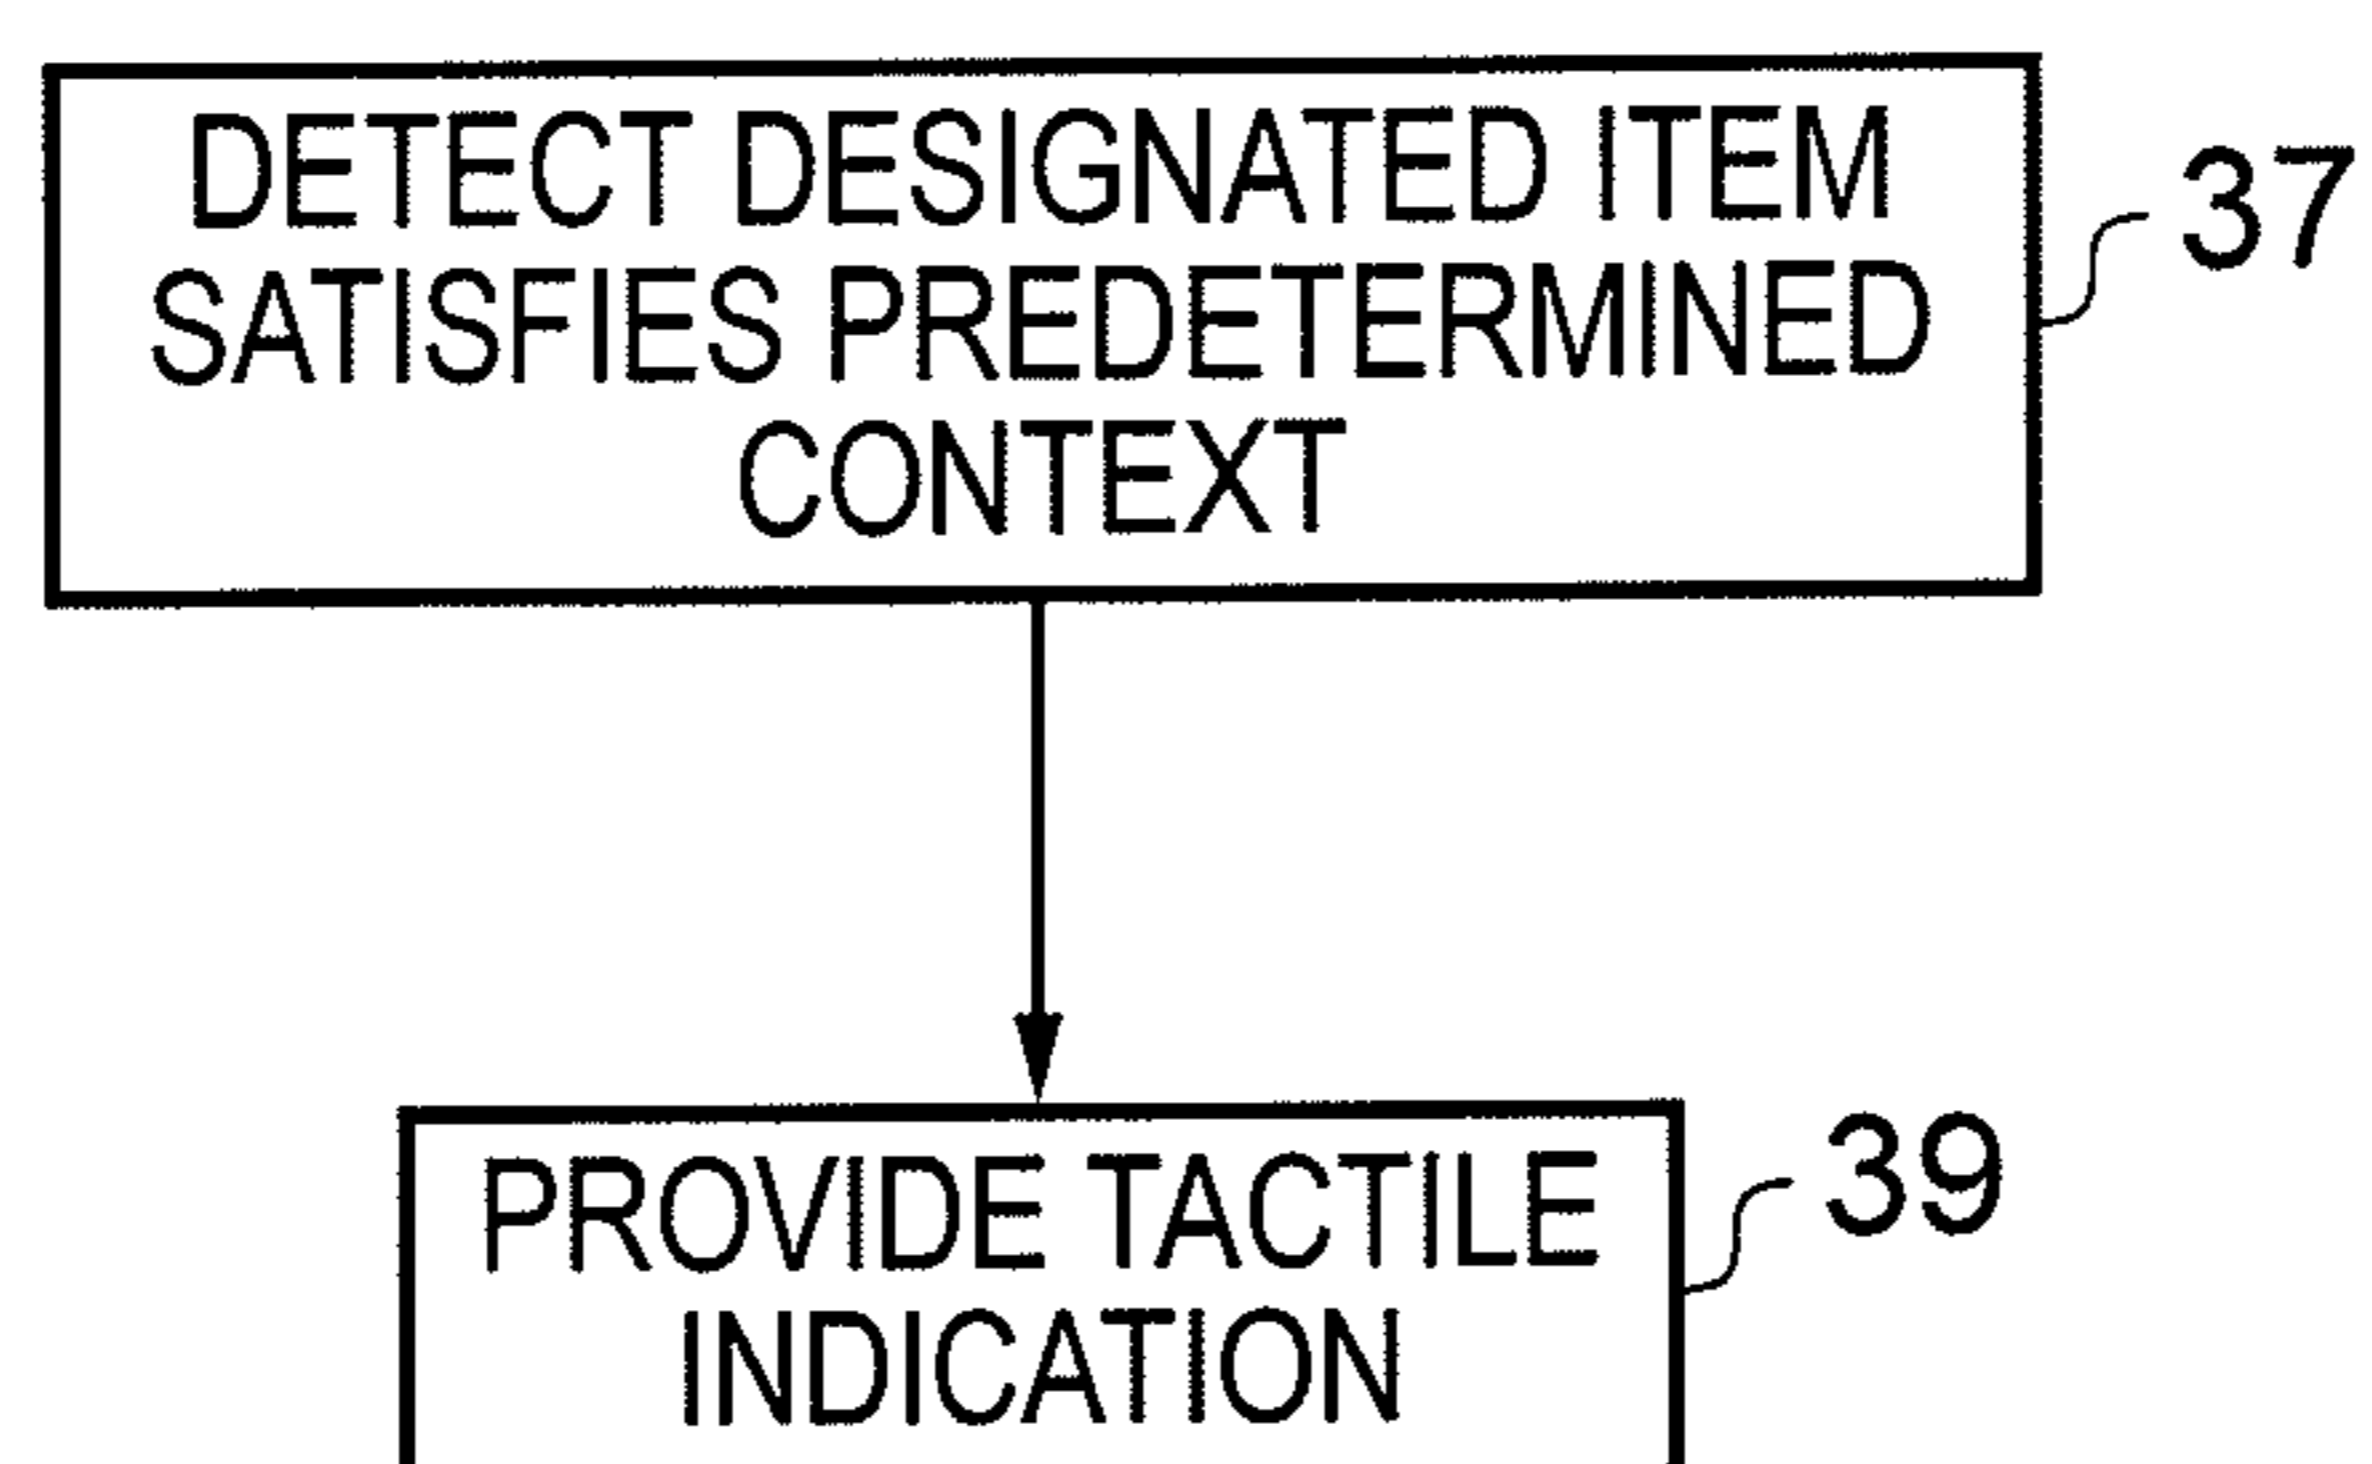 DETECT DESIGNATED ITEM
SATISFIES PREDETERMINED
CONTEXT
37
PROVIDE TACTILE
INDICATION
39